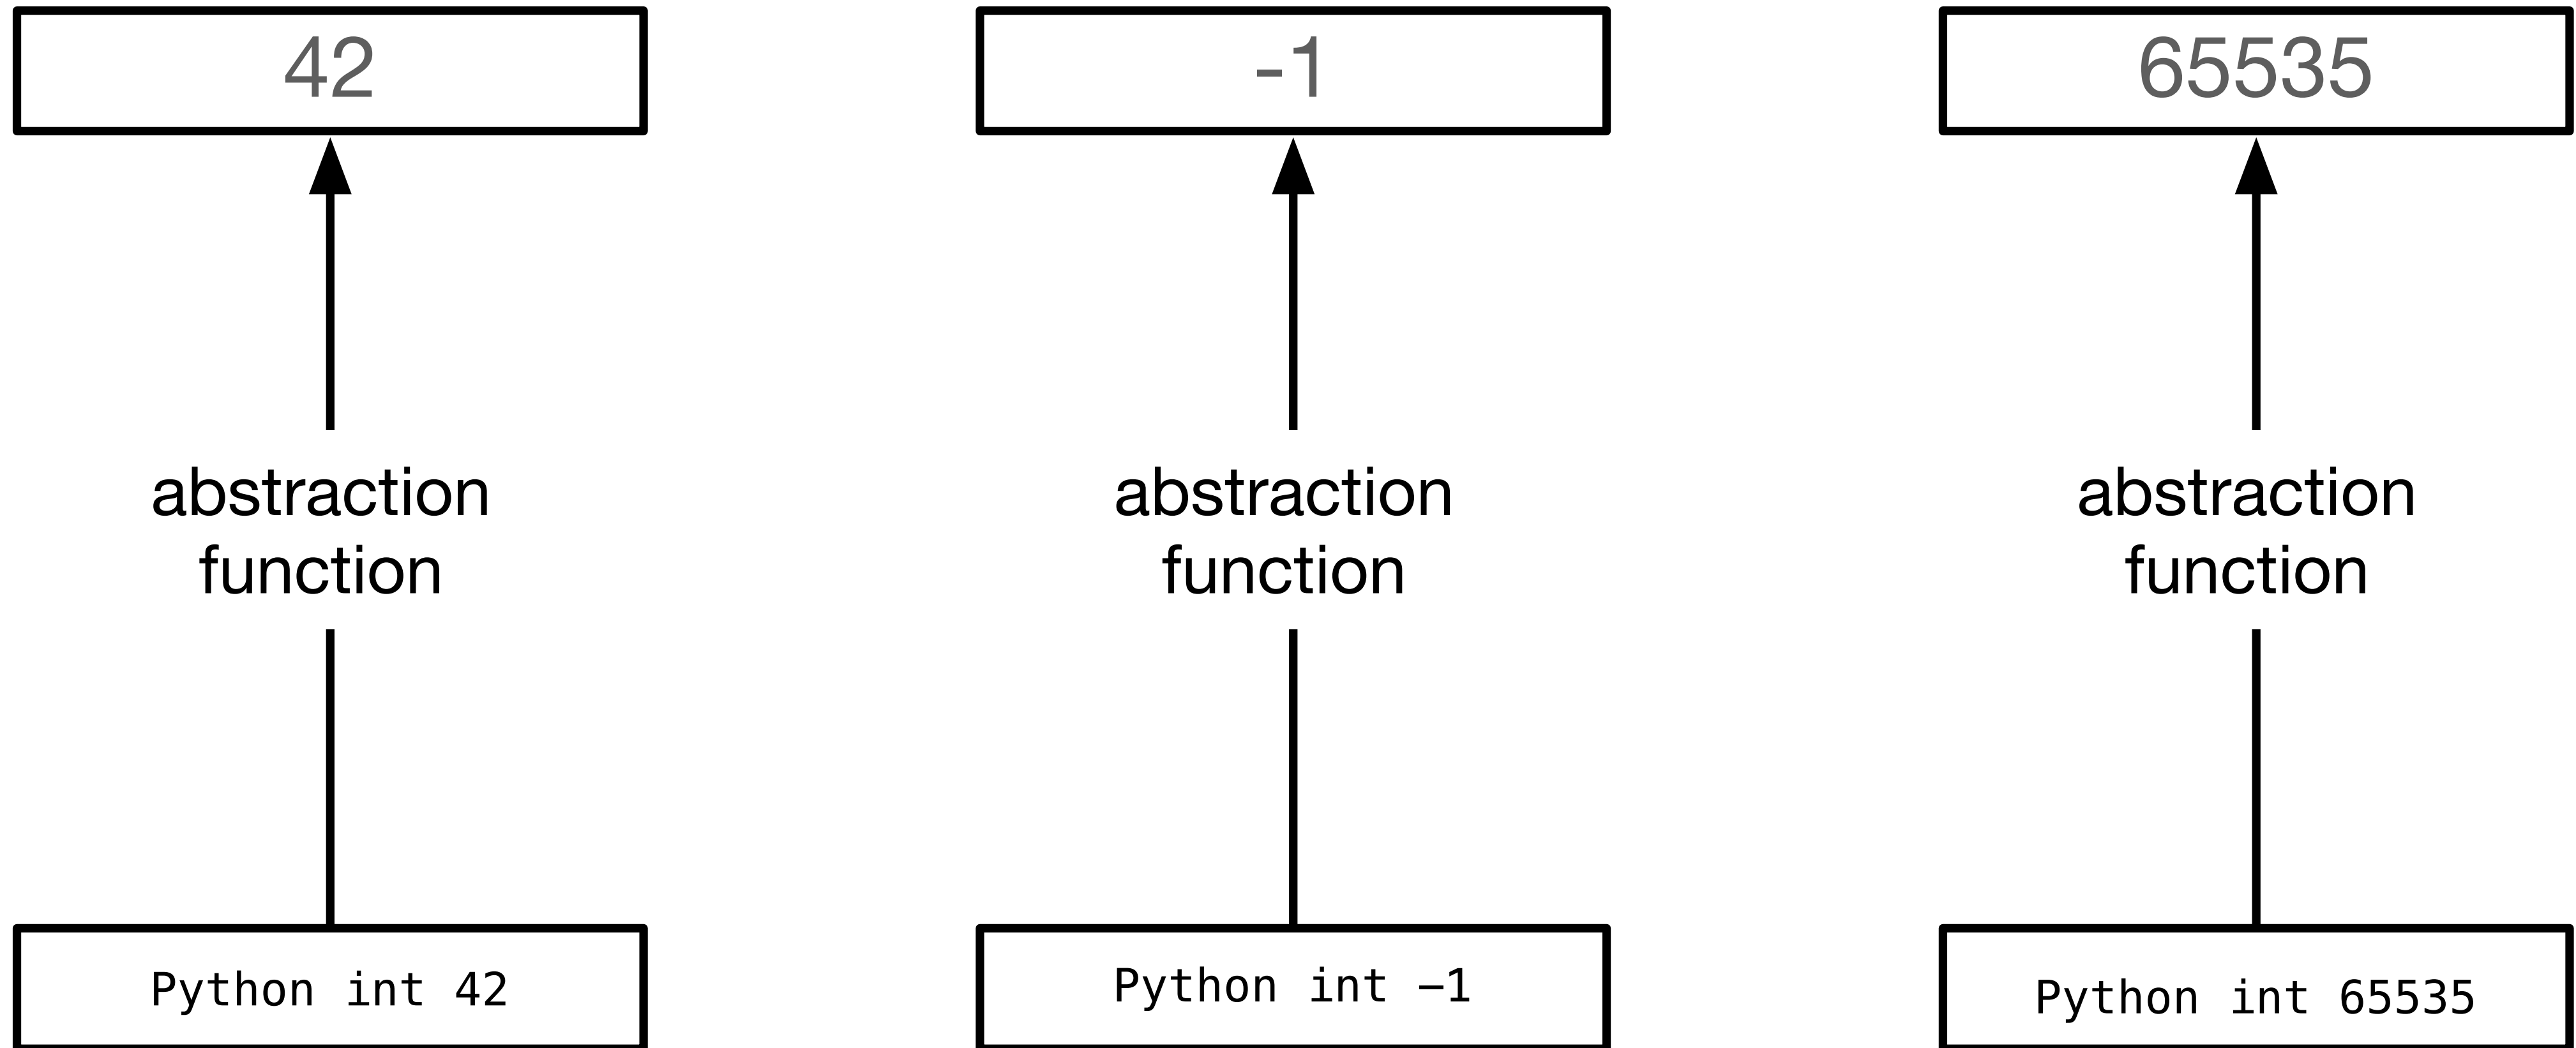 42
-1
65535
abstraction
function
abstraction
function
abstraction
function
Python int 42
Python int −1
Python int 65535